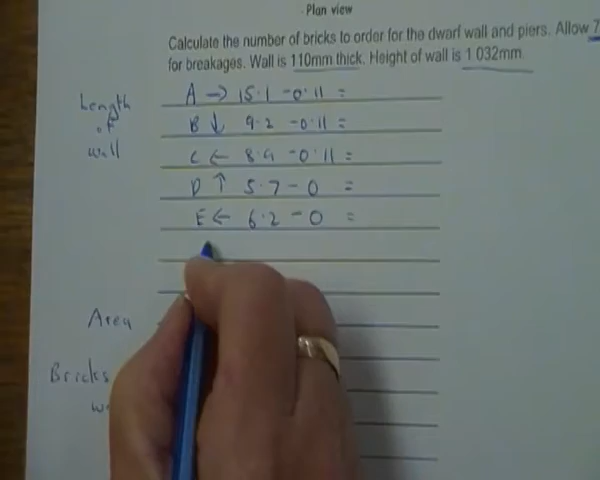 Plan view
Calculate the number of bricks to order for the dwarf wall and piers. Allow 7
for breakages. Wall is 110mm thick. Height of wall is 1 032mm
Length of wall
A → 15.1 - 0.11 =
B ↓ 9.2 - 0.11 =
C ← 8.9 - 0.11 =
D ↑ 5.7 - 0 =
E ← 6.2 - 0 =
Area
Bricks